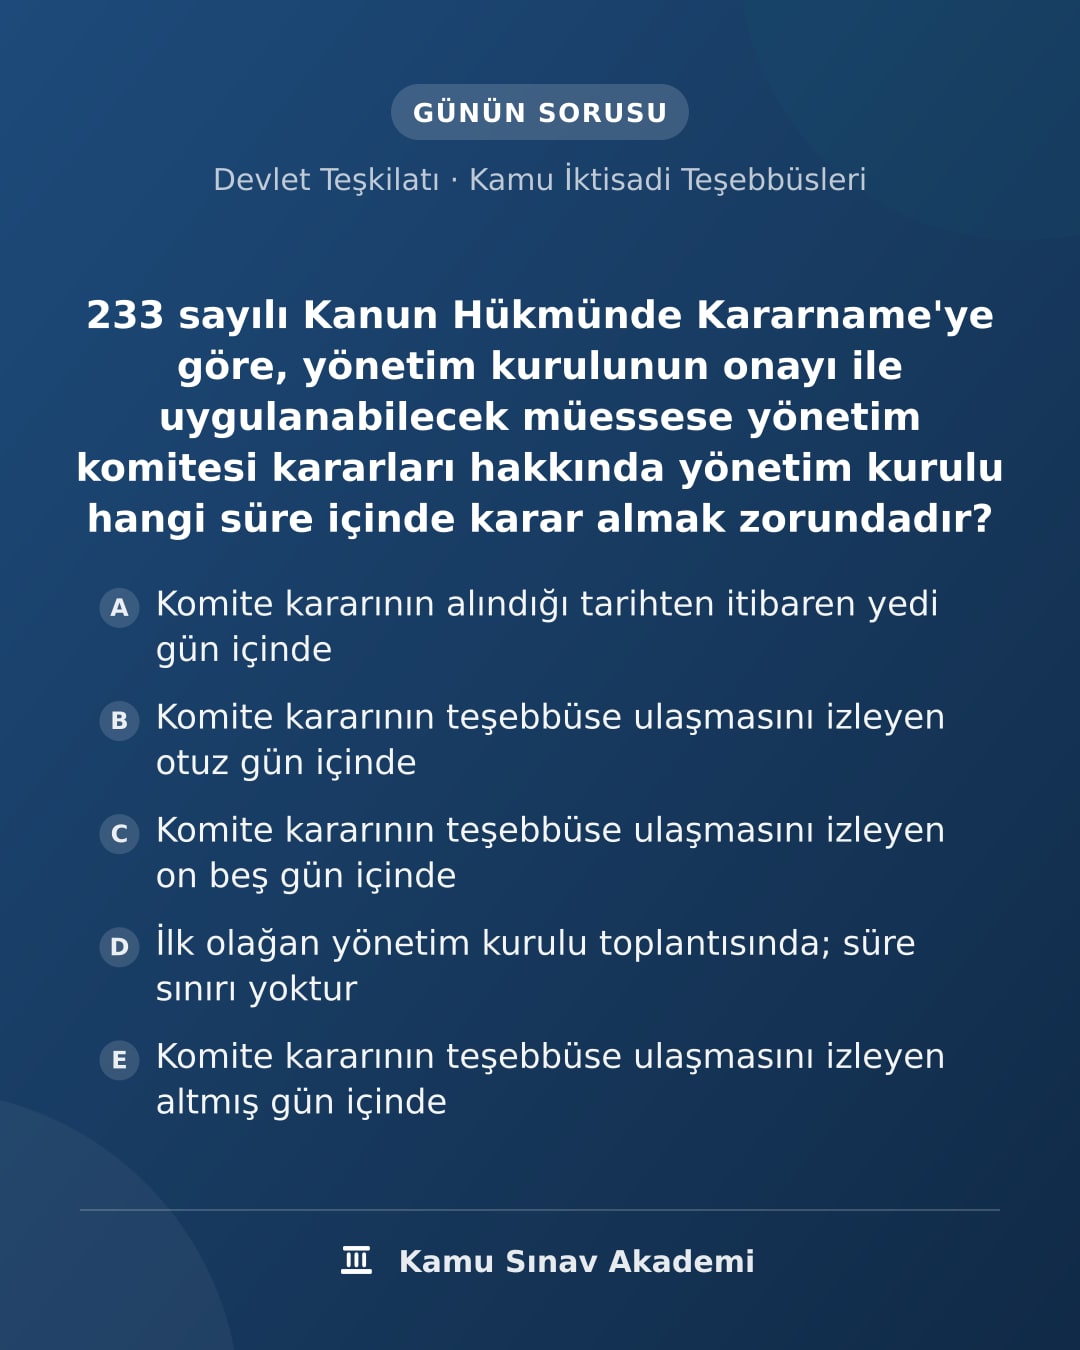 GÜNÜN SORUSU
Devlet Teşkilatı · Kamu İktisadi Teşebbüsleri
233 sayılı Kanun Hükmünde Kararname'ye
göre, yönetim kurulunun onayı ile
uygulanabilecek müessese yönetim
komitesi kararları hakkında yönetim kurulu
hangi süre içinde karar almak zorundadır?
A Komite kararının alındığı tarihten itibaren yedi
gün içinde
B Komite kararının teşebbüse ulaşmasını izleyen
otuz gün içinde
C Komite kararının teşebbüse ulaşmasını izleyen
on beş gün içinde
D İlk olağan yönetim kurulu toplantısında; süre
sınırı yoktur
E Komite kararının teşebbüse ulaşmasını izleyen
altmış gün içinde
Kamu Sınav Akademi